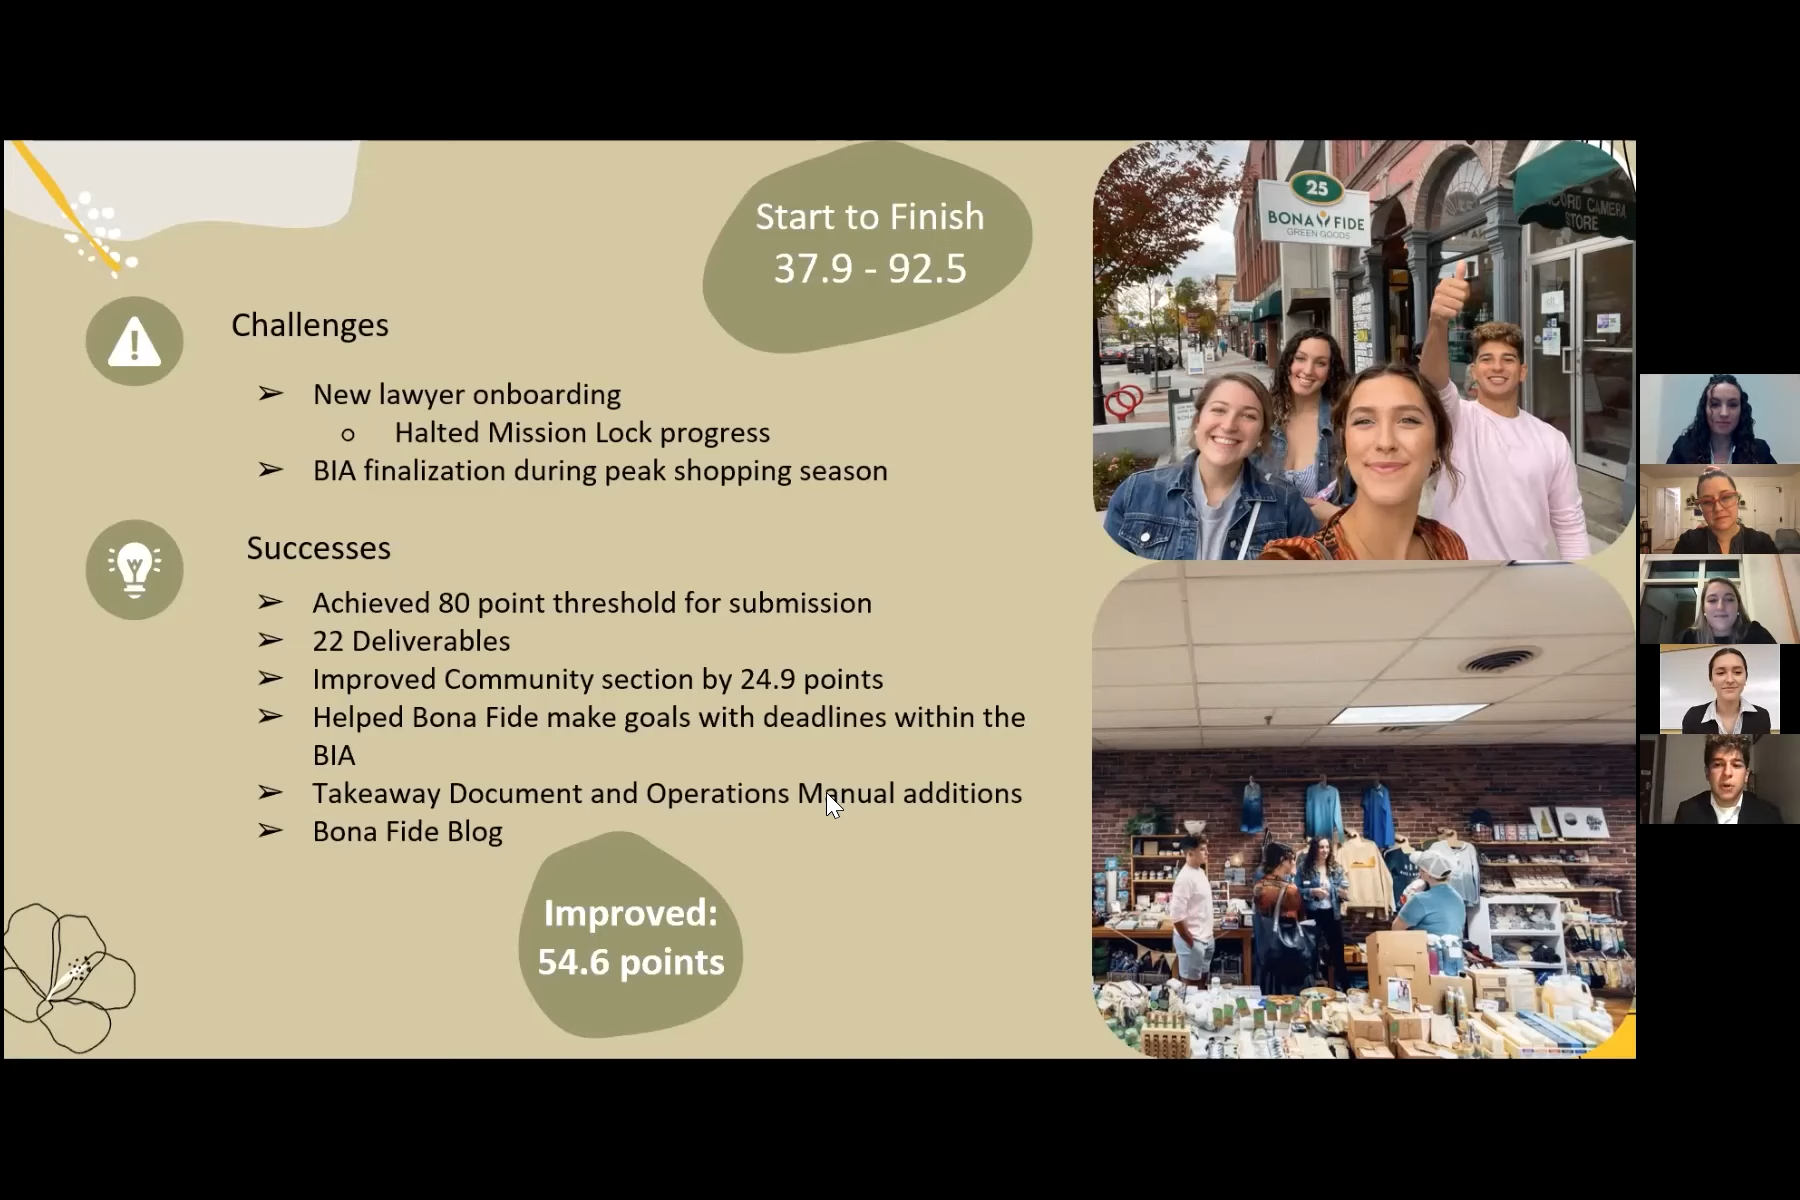 Start to Finish
37.9 - 92.5
Challenges
➢ New lawyer onboarding
○ Halted Mission Lock progress
➢ BIA finalization during peak shopping season
Successes
➢ Achieved 80 point threshold for submission
➢ 22 Deliverables
➢ Improved Community section by 24.9 points
➢ Helped Bona Fide make goals with deadlines within the
BIA
➢ Takeaway Document and Operations Manual additions
➢ Bona Fide Blog
Improved:
54.6 points
25
BONA FIDE
GREEN GOODS
CAMERA
STORE